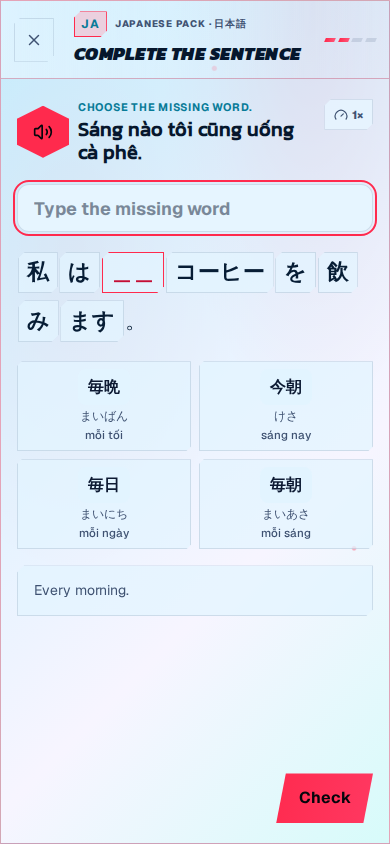 JA JAPANESE PACK · 日本語
COMPLETE THE SENTENCE
CHOOSE THE MISSING WORD.
Sáng nào tôi cũng uống
cà phê.
1×
Type the missing word
私 は _ _ コーヒー を 飲
み ます 。
毎晩
まいばん
mỗi tối
今朝
けさ
sáng nay
毎日
まいにち
mỗi ngày
毎朝
まいあさ
mỗi sáng
Every morning.
Check